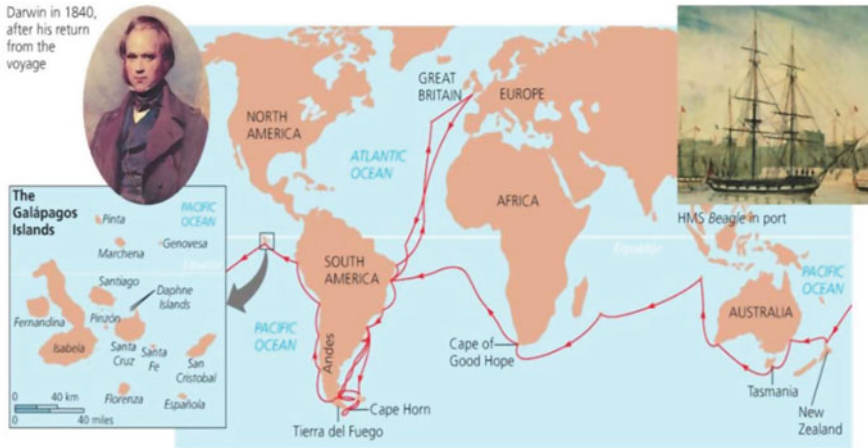 Darwin in 1840,
after his return
from the
voyage
GREAT
BRITAIN
EUROPE
NORTH
AMERICA
ATLANTIC
OCEAN
AFRICA
HMS Beagle in port
The
Galápagos
Islands
PACIFIC
OCEAN
Pinta
Marchena
Genovesa
Equator
Santiago
Daphne
Islands
Fernandina
Pinzón
Isabela
Santa
Cruz
Santa
Fe
San
Cristobal
Florenza
Española
0 40 km
0 40 miles
Equator
SOUTH
AMERICA
PACIFIC
OCEAN
Andes
Cape of
Good Hope
Cape Horn
Tierra del Fuego
PACIFIC
OCEAN
AUSTRALIA
Tasmania
New
Zealand